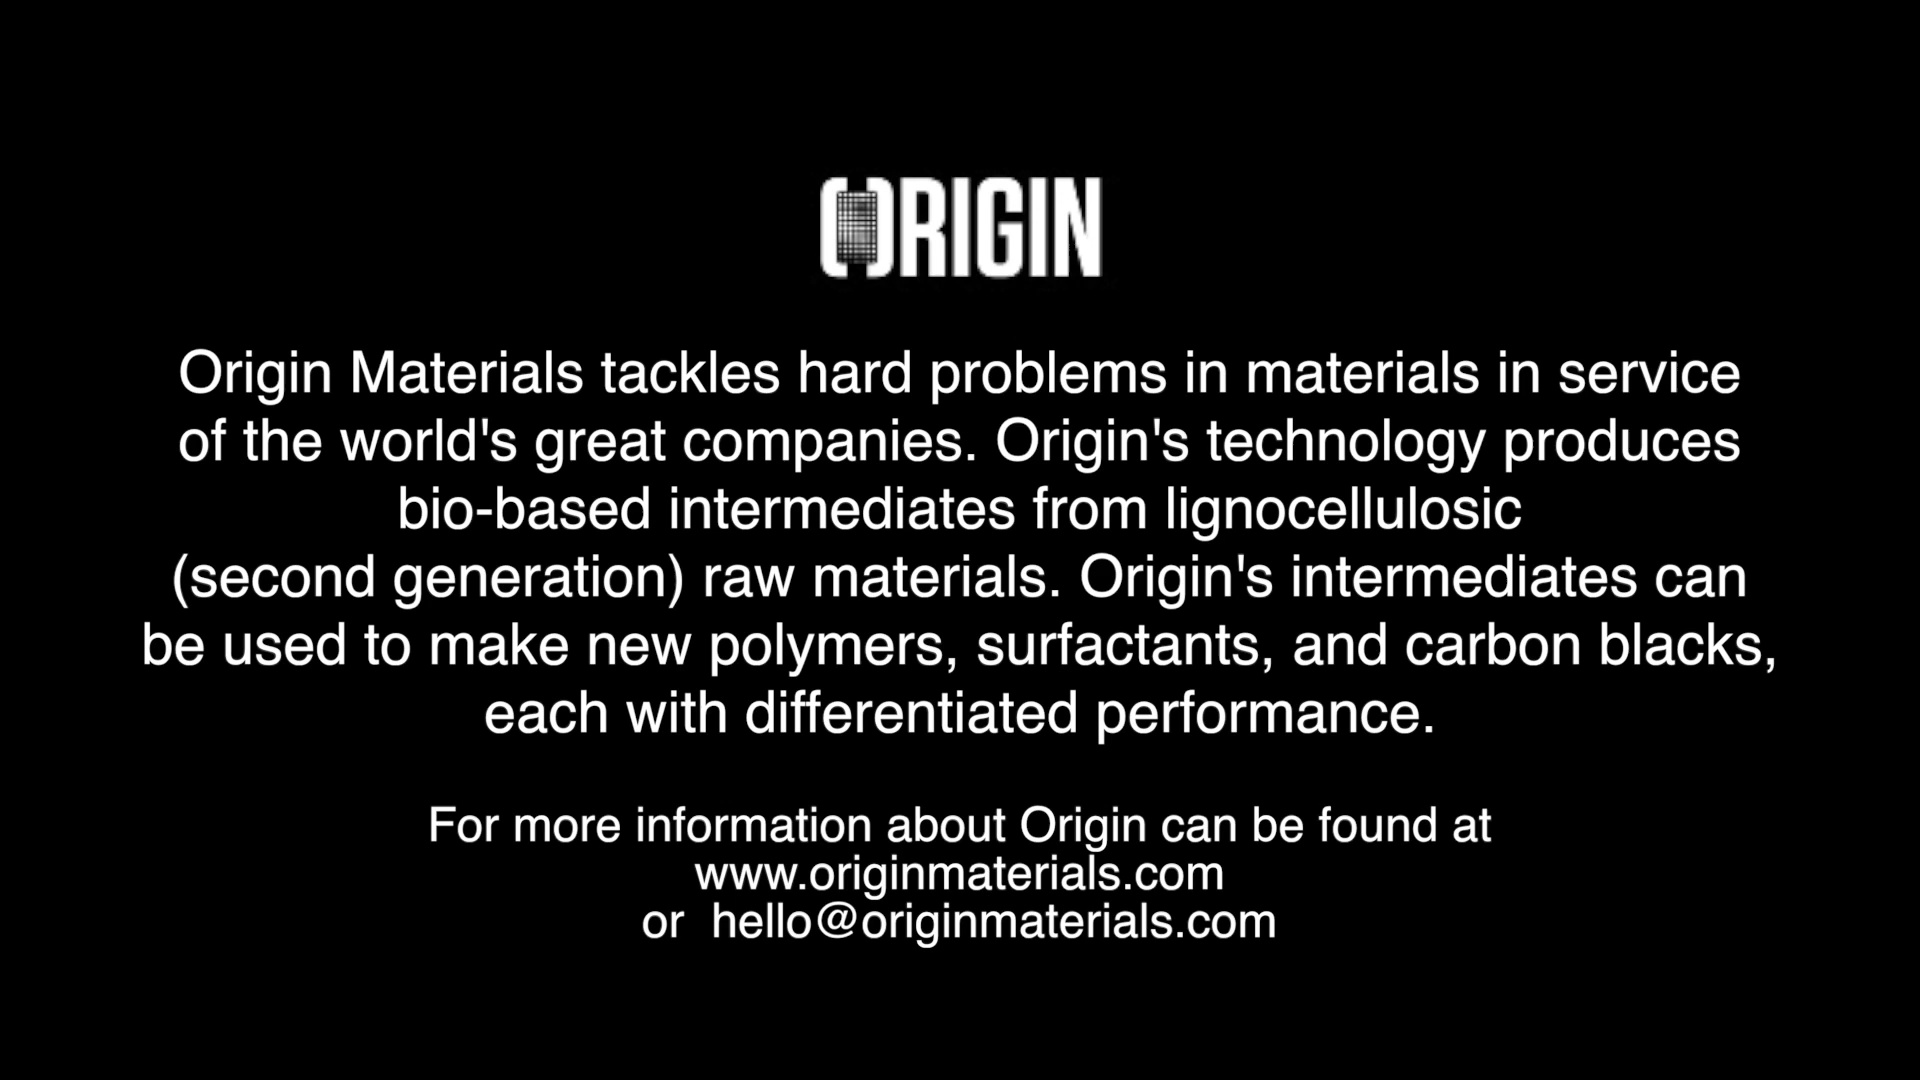 ORIGIN
Origin Materials tackles hard problems in materials in service
of the world's great companies. Origin's technology produces
bio-based intermediates from lignocellulosic
(second generation) raw materials. Origin's intermediates can
be used to make new polymers, surfactants, and carbon blacks,
each with differentiated performance.
For more information about Origin can be found at
www.originmaterials.com
or hello@originmaterials.com